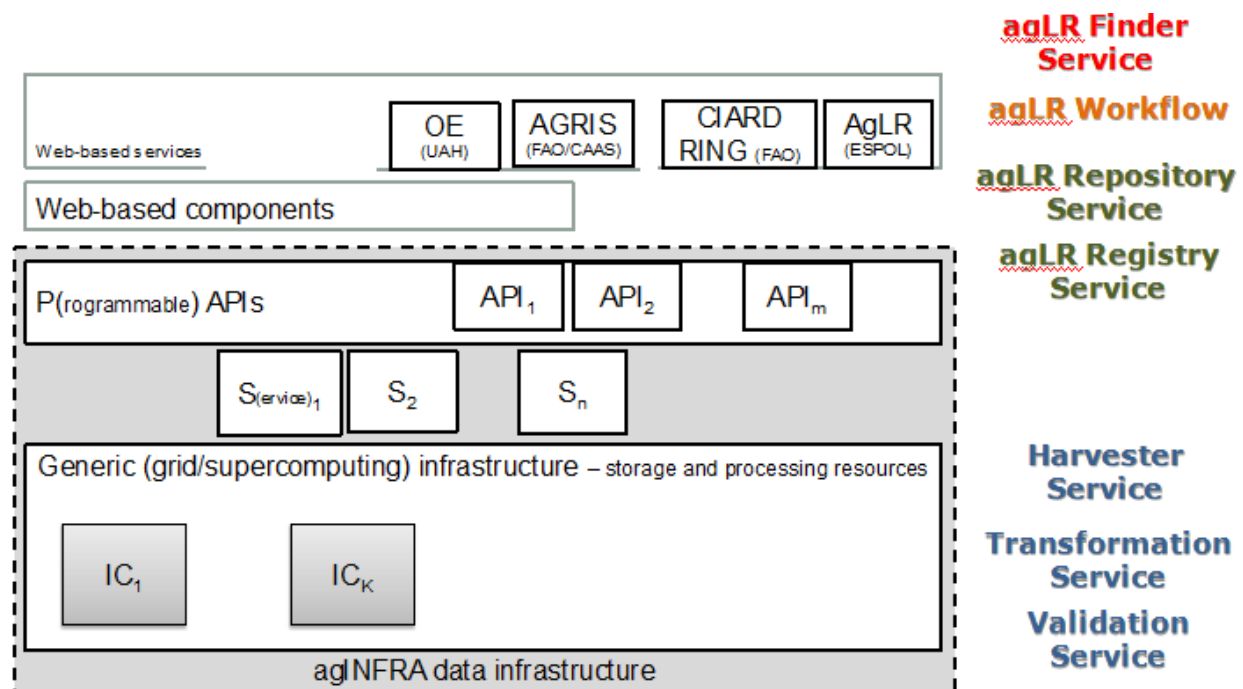 agLR Finder
Service
OE
(UAH)
AGRIS
(FAO/CAAS)
CIARD
RING (FAO)
AgLR
(ESPOL)
Web-based services
agLR Workflow
agLR Repository
Service
Web-based components
agLR Registry
Service
P(rogrammable) APIs
API1
API2
APIm
S(ervice)1
S2
Sn
Generic (grid/supercomputing) infrastructure – storage and processing resources
IC1
ICK
Harvester
Service
Transformation
Service
Validation
Service
agINFRA data infrastructure